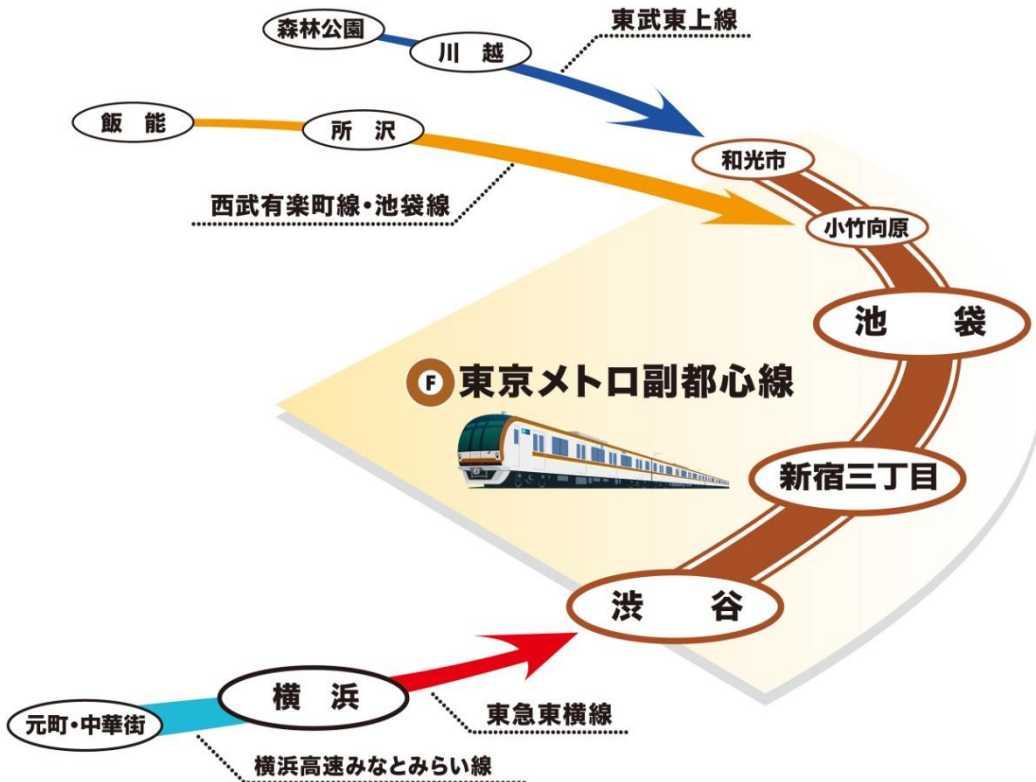 森林公園
川越
東武東上線
飯能
所沢
和光市
西武有楽町線・池袋線
小竹向原
池袋
F 東京メトロ副都心線
新宿三丁目
渋谷
横浜
元町・中華街
東急東横線
横浜高速みなとみらい線